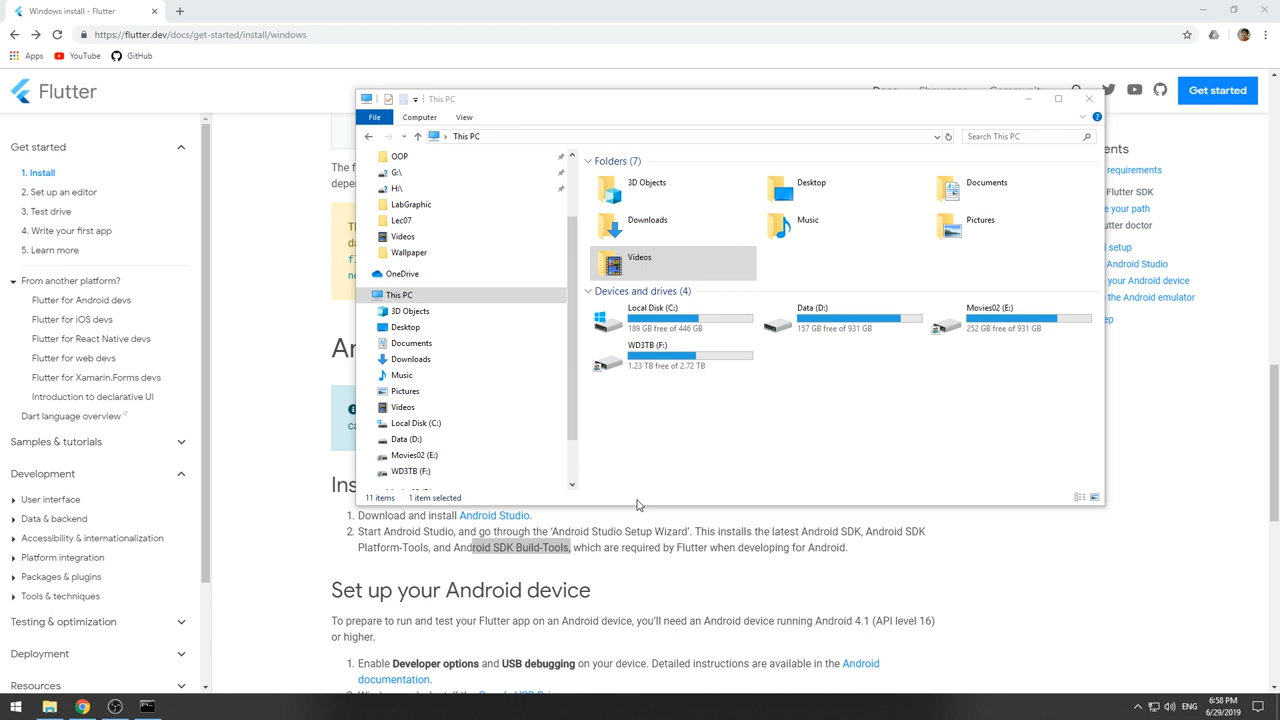 Windows install - Flutter
https://flutter.dev/docs/get-started/install/windows
Apps
YouTube
GitHub
Flutter
Get started
This PC
File
Computer
View
This PC
Search This PC
Get started
1. Install
2. Set up an editor
3. Test drive
4. Write your first app
5. Learn more
From another platform?
Flutter for Android devs
Flutter for iOS devs
Flutter for React Native devs
Flutter for web devs
Flutter for Xamarin.Forms devs
Introduction to declarative UI
Dart language overview
Samples & tutorials
Development
User interface
Data & backend
Accessibility & internationalization
Platform integration
Packages & plugins
Tools & techniques
Testing & optimization
Deployment
Resources
OOP
G:\
H:\
LabGraphic
Lec07
Videos
Wallpaper
OneDrive
This PC
3D Objects
Desktop
Documents
Downloads
Music
Pictures
Videos
Local Disk (C:)
Data (D:)
Movies02 (E:)
WD3TB (F:)
Folders (7)
3D Objects
Desktop
Documents
Downloads
Music
Pictures
Videos
Devices and drives (4)
Local Disk (C:)
189 GB free of 446 GB
Data (D:)
157 GB free of 931 GB
Movies02 (E:)
252 GB free of 931 GB
WD3TB (F:)
1.23 TB free of 2.72 TB
11 items
1 item selected
The f
depe
An
Ins
1. Download and install Android Studio.
2. Start Android Studio, and go through the ‘Android Studio Setup Wizard’. This installs the latest Android SDK, Android SDK
Platform-Tools, and Android SDK Build-Tools, which are required by Flutter when developing for Android.
Set up your Android device
To prepare to run and test your Flutter app on an Android device, you’ll need an Android device running Android 4.1 (API level 16)
or higher.
1. Enable Developer options and USB debugging on your device. Detailed instructions are available in the Android
documentation.
ents
requirements
Flutter SDK
e your path
utter doctor
setup
Android Studio
your Android device
the Android emulator
ep
ENG
6:58 PM
6/29/2019